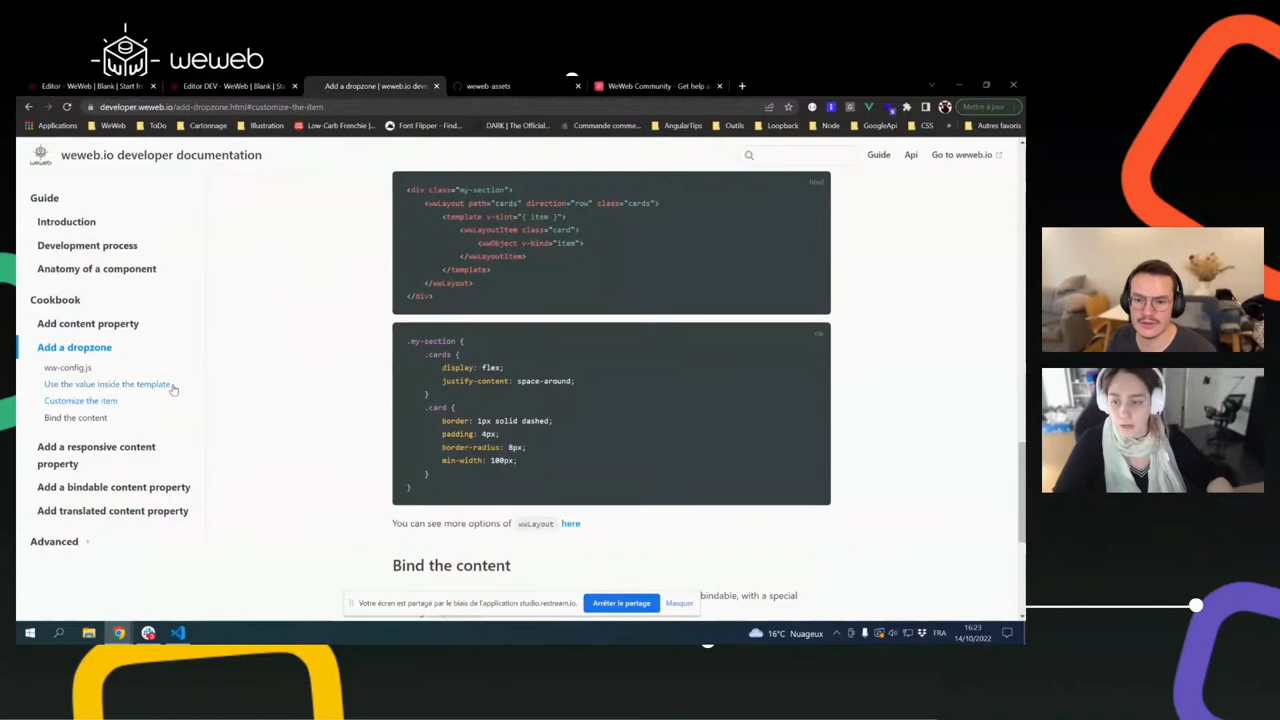 weweb
Editor - WeWeb | Blank | Start fr
Editor DEV - WeWeb | Blank | Sta
Add a dropzone | weweb.io deve
weweb-assets
WeWeb Community - Get help o
developer.weweb.io/add-dropzone.html#customize-the-item
Mettre à jour
Applications
WeWeb
ToDo
Cartonnage
Illustration
Low-Carb Frenchie |...
Font Flipper - Find...
DARK | The Official...
Commande comme...
AngularTips
Outils
Loopback
Node
GoogleApi
CSS
»
Autres favoris
weweb.io developer documentation
Guide
Api
Go to weweb.io
Guide
Introduction
Development process
Anatomy of a component
Cookbook
Add content property
Add a dropzone
ww-config.js
Use the value inside the template
Customize the item
Bind the content
Add a responsive content
property
Add a bindable content property
Add translated content property
Advanced
html
<div class="my-section">
<wwLayout path="cards" direction="row" class="cards">
<template v-slot="{ item }">
<wwLayoutItem class="card">
<wwObject v-bind="item">
</wwLayoutItem>
</template>
</wwLayout>
</div>
css
.my-section {
.cards {
display: flex;
justify-content: space-around;
}
.card {
border: 1px solid dashed;
padding: 4px;
border-radius: 8px;
min-width: 100px;
}
}
You can see more options of wwLayout here
Bind the content
bindable, with a special
Votre écran est partagé par le biais de l'application studio.restream.io.
Arrêter le partage
Masquer
16°C Nuageux
FRA
16:23
14/10/2022